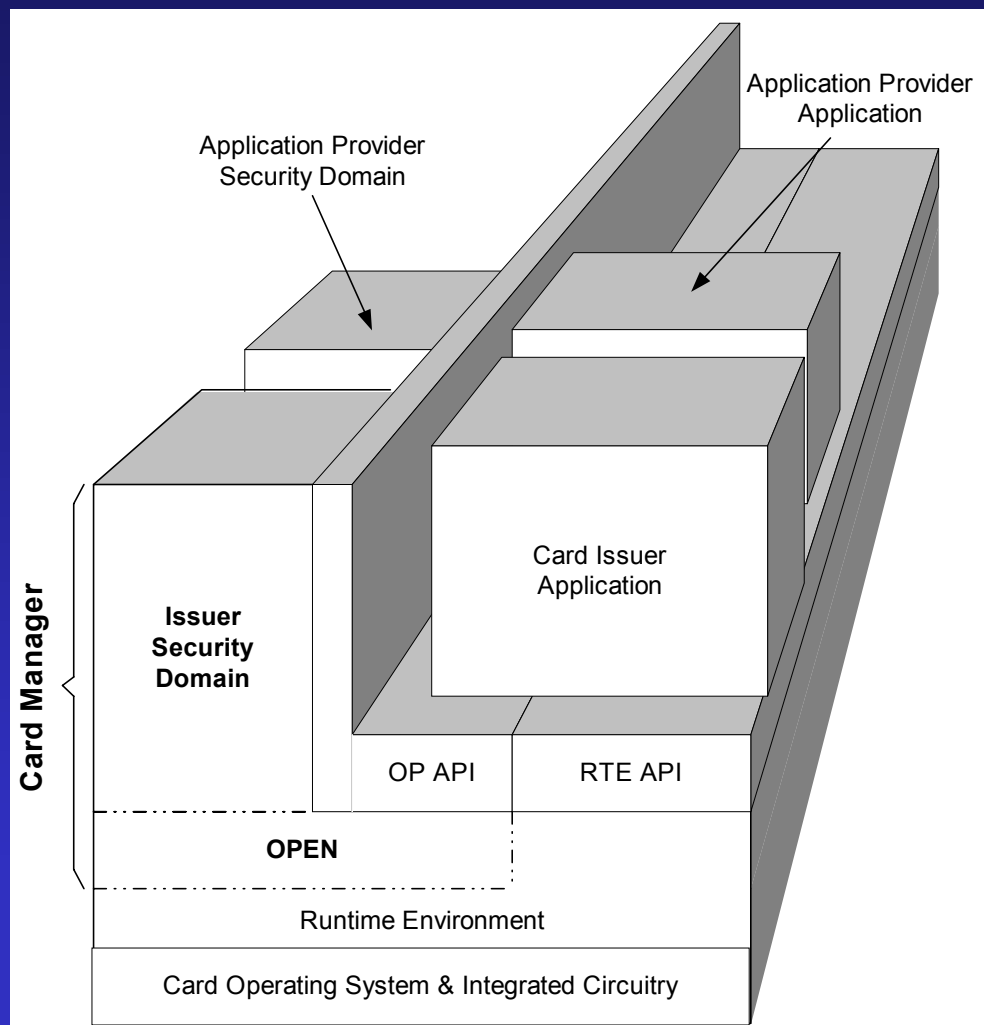 Application Provider
Application
Application Provider
Security Domain
Card Issuer
Application
Issuer
Security
Domain
Card Manager
OP API
RTE API
OPEN
Runtime Environment
Card Operating System & Integrated Circuitry